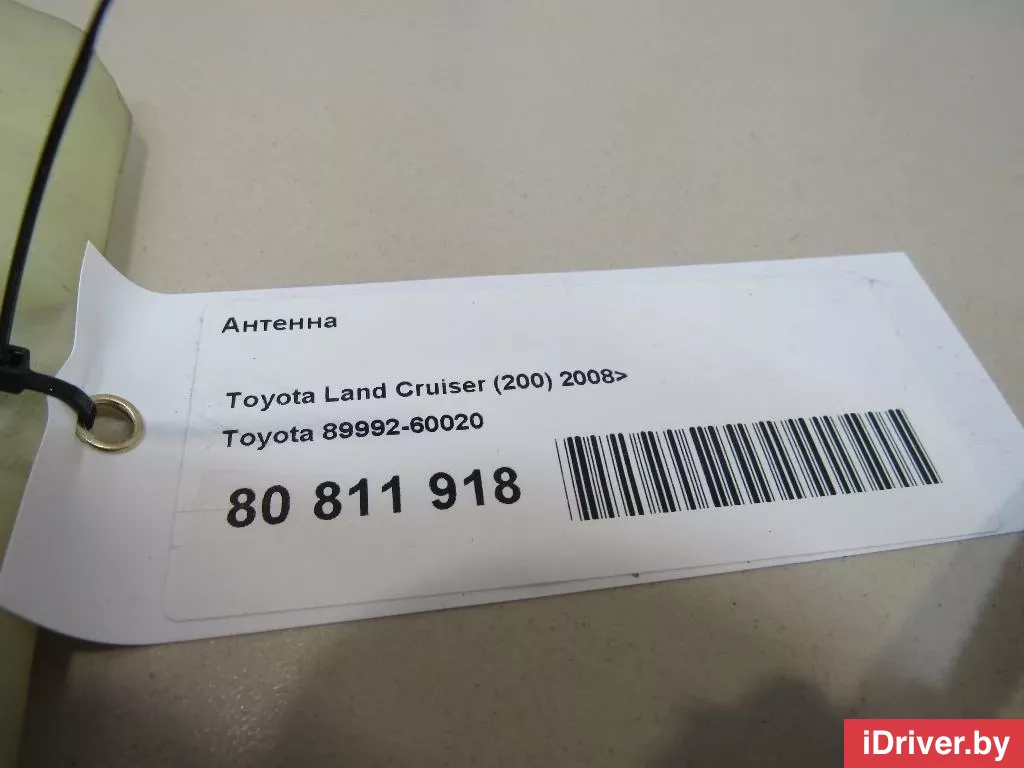 Антенна
Toyota Land Cruiser (200) 2008>
Toyota 89992-60020
80 811 918
iDriver.by